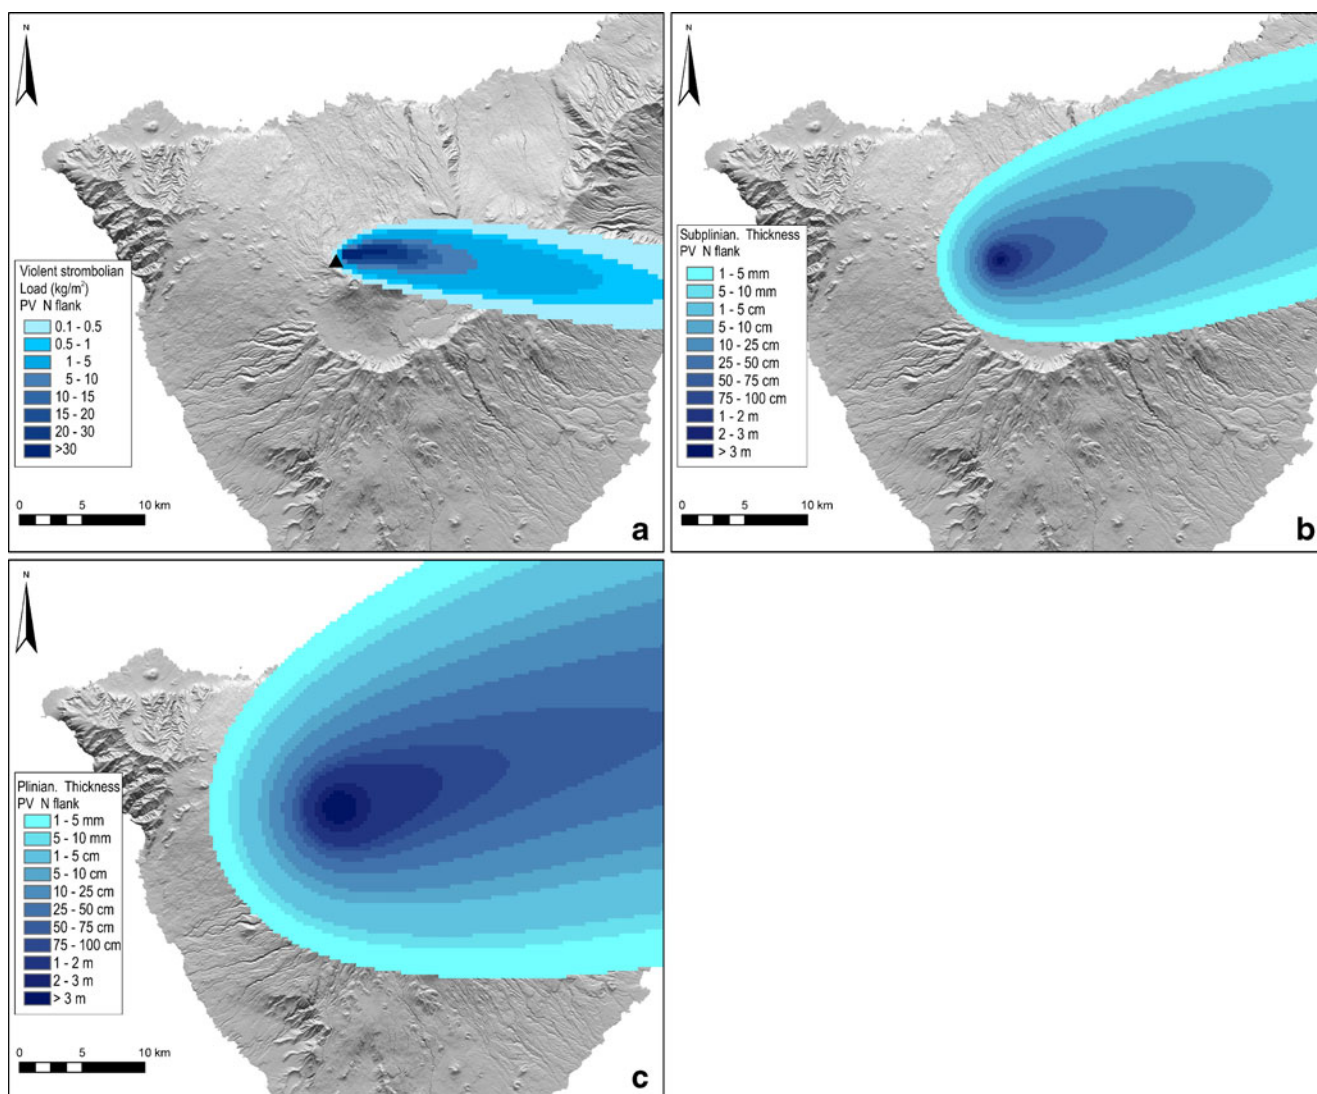 N
Violent strombolian
Load (kg/m²)
PV N flank
0.1 - 0.5
0.5 - 1
1 - 5
5 - 10
10 - 15
15 - 20
20 - 30
>30
0 5 10 km
a
N
Subplinian. Thickness
PV N flank
1 - 5 mm
5 - 10 mm
1 - 5 cm
5 - 10 cm
10 - 25 cm
25 - 50 cm
50 - 75 cm
75 - 100 cm
1 - 2 m
2 - 3 m
> 3 m
0 5 10 km
b
N
Plinian. Thickness
PV N flank
1 - 5 mm
5 - 10 mm
1 - 5 cm
5 - 10 cm
10 - 25 cm
25 - 50 cm
50 - 75 cm
75 - 100 cm
1 - 2 m
2 - 3 m
> 3 m
0 5 10 km
c